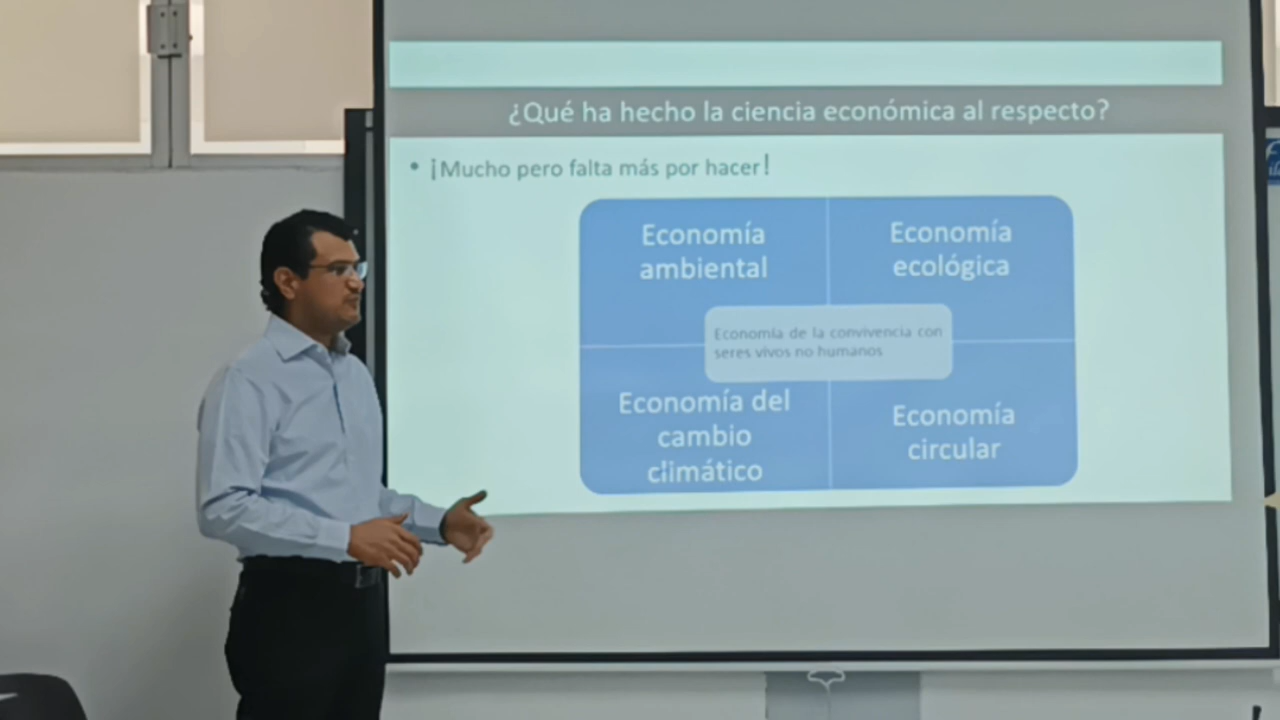 ¿Qué ha hecho la ciencia económica al respecto?
• ¡Mucho pero falta más por hacer!
Economía
ambiental
Economía
ecológica
Economía de la convivencia con
seres vivos no humanos
Economía del
cambio
climático
Economía
circular